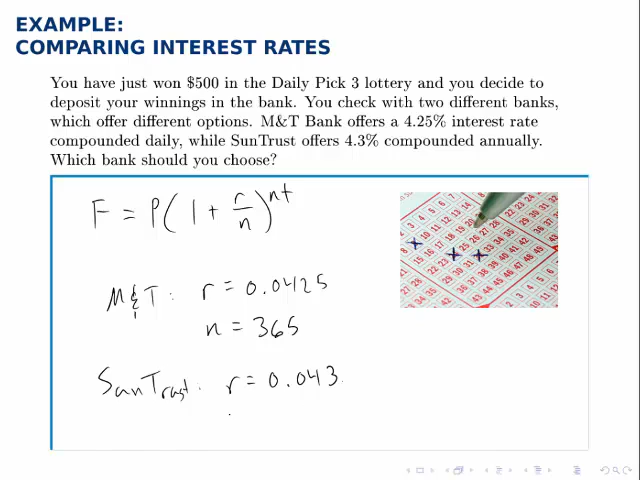 EXAMPLE:
COMPARING INTEREST RATES
You have just won $500 in the Daily Pick 3 lottery and you decide to
deposit your winnings in the bank. You check with two different banks,
which offer different options. M&T Bank offers a 4.25% interest rate
compounded daily, while SunTrust offers 4.3% compounded annually.
Which bank should you choose?
F = P(1 + r/n)^nt
M&T: r = 0.0425
n = 365
SunTrust: r = 0.043